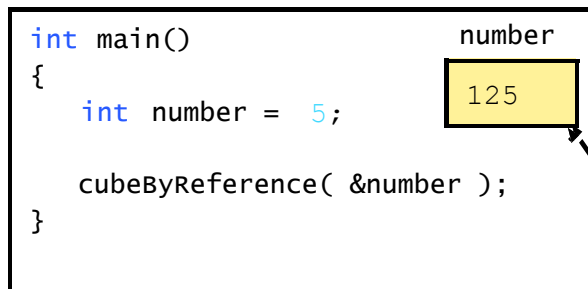 int main()
number
{
125
int number = 5;
cubeByReference( &number );
}